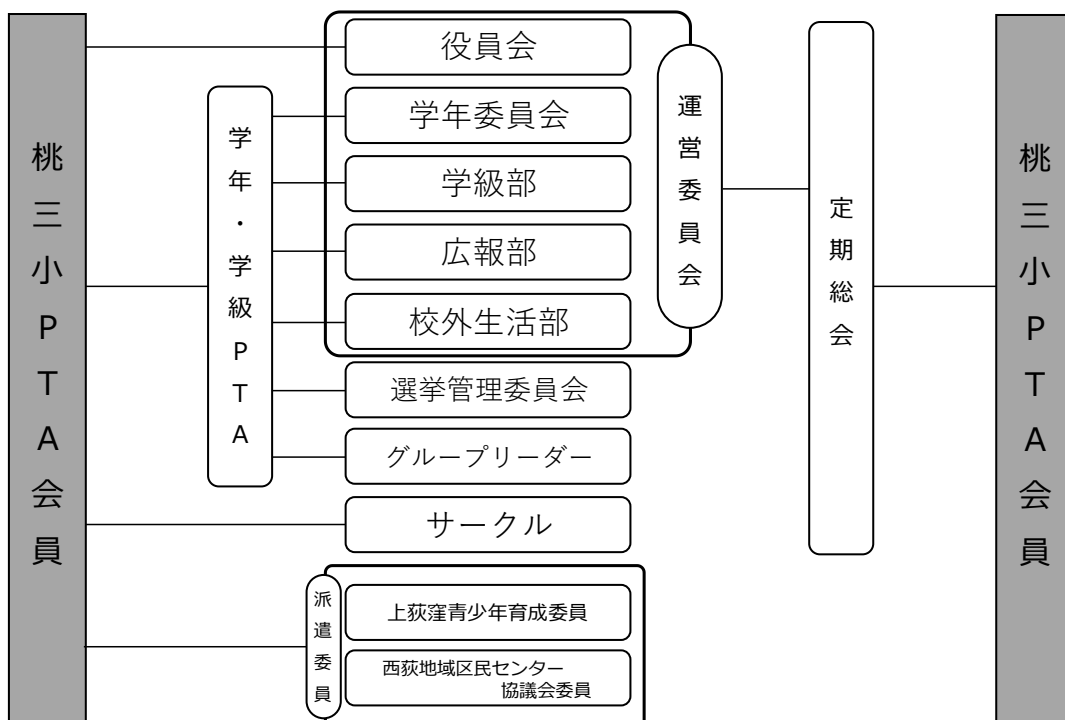 桃三小PTA会員
学年・学級PTA
役員会
学年委員会
学級部
広報部
校外生活部
運営委員会
選挙管理委員会
グループリーダー
サークル
派遣委員
上荻窪青少年育成委員
西荻地域区民センター
協議会委員
定期総会
桃三小PTA会員